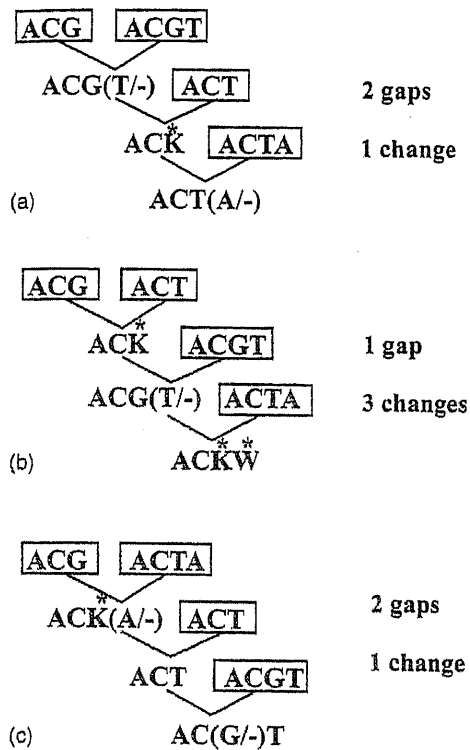 ACG ACGT
ACG(T/-) ACT 2 gaps
*
ACK ACTA 1 change
(a) ACT(A/-)
ACG ACT
*
ACK ACGT 1 gap
ACG(T/-) ACTA 3 changes
* *
(b) ACKW
ACG ACTA
*
ACK(A/-) ACT 2 gaps
ACT ACGT 1 change
(c) AC(G/-)T